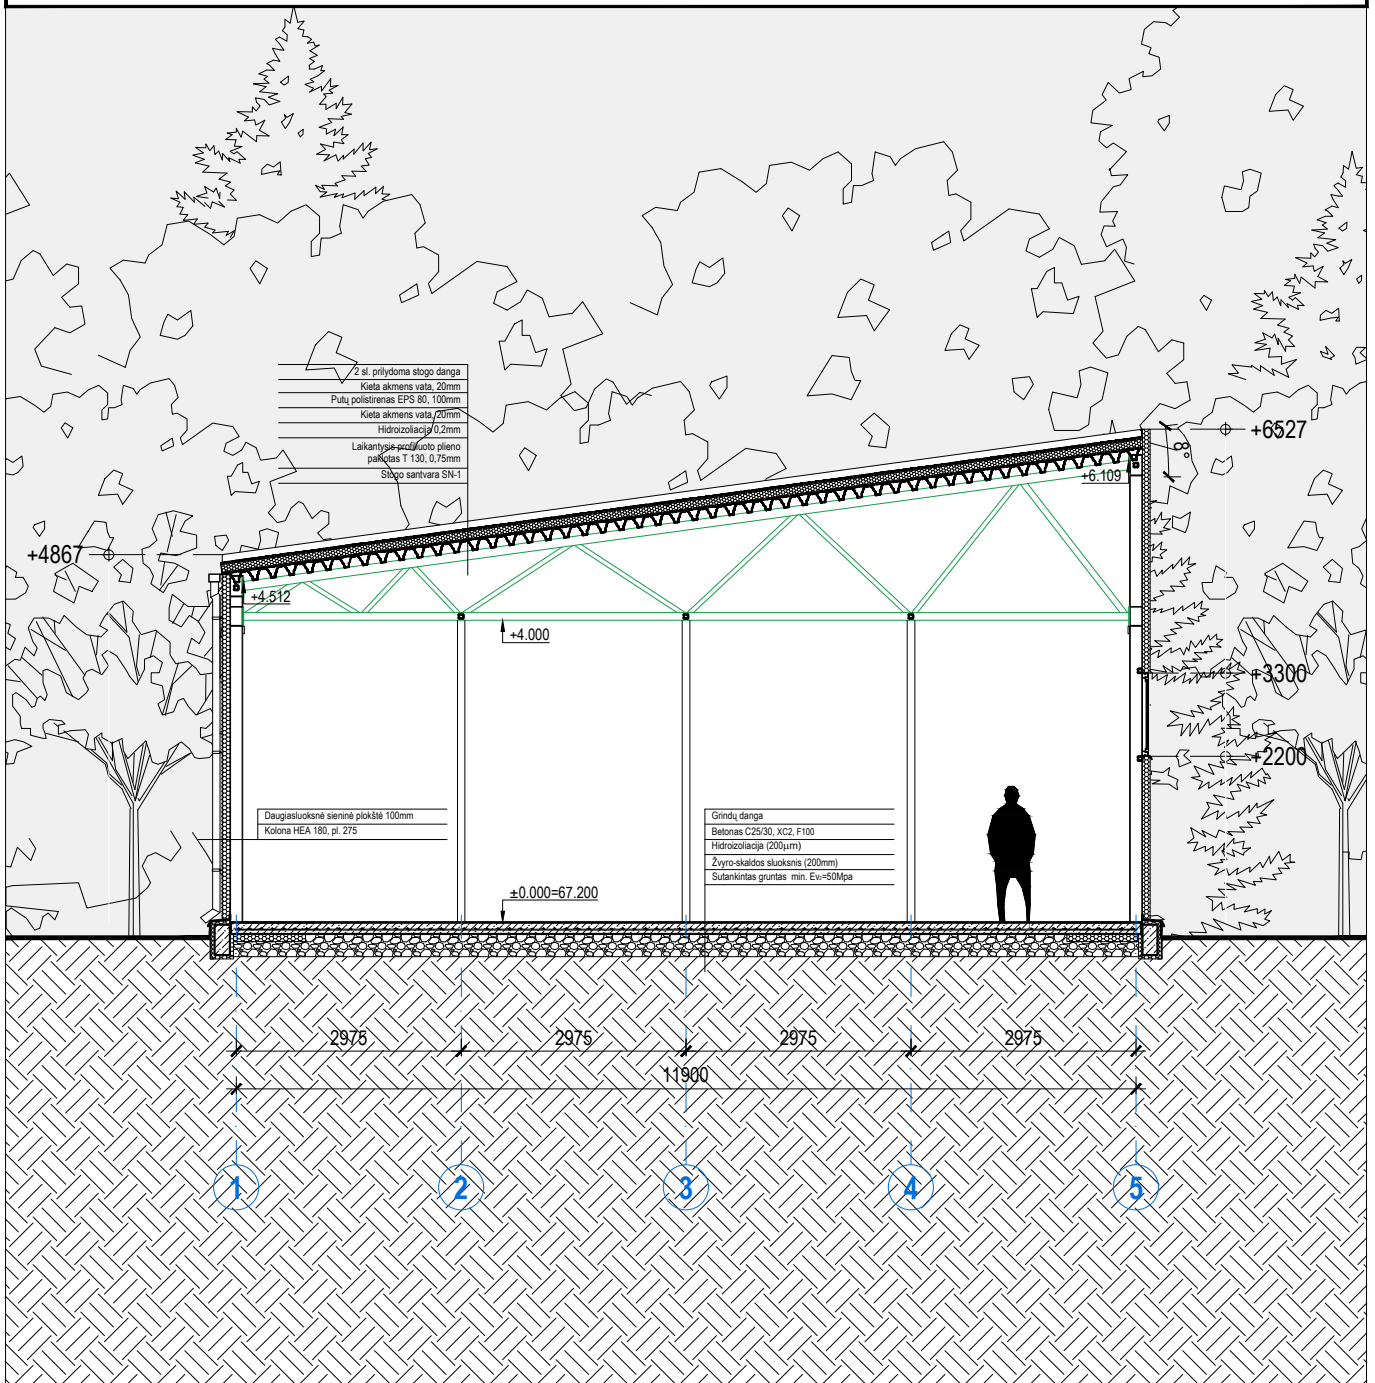 2 sl. prilydoma stogo danga
Kieta akmens vata, 20mm
Putų polistirenas EPS 80, 100mm
Kieta akmens vata, 20mm
Hidroizoliacija 0,2mm
Laikantysis profiliuoto plieno
paklotas T 130, 0,75mm
Stogo santvara SN-1
+6527
8°
+6.109
+4867
+4.512
+4.000
+3300
+2200
Daugiasluoksnė sieninė plokštė 100mm
Kolona HEA 180, pl. 275
Grindų danga
Betonas C25/30, XC2, F100
Hidroizoliacija (200µm)
Žvyro-skaldos sluoksnis (200mm)
Sutankintas gruntas min. Ev₂=50Mpa
±0.000=67.200
2975 2975 2975 2975
11900
1 2 3 4 5